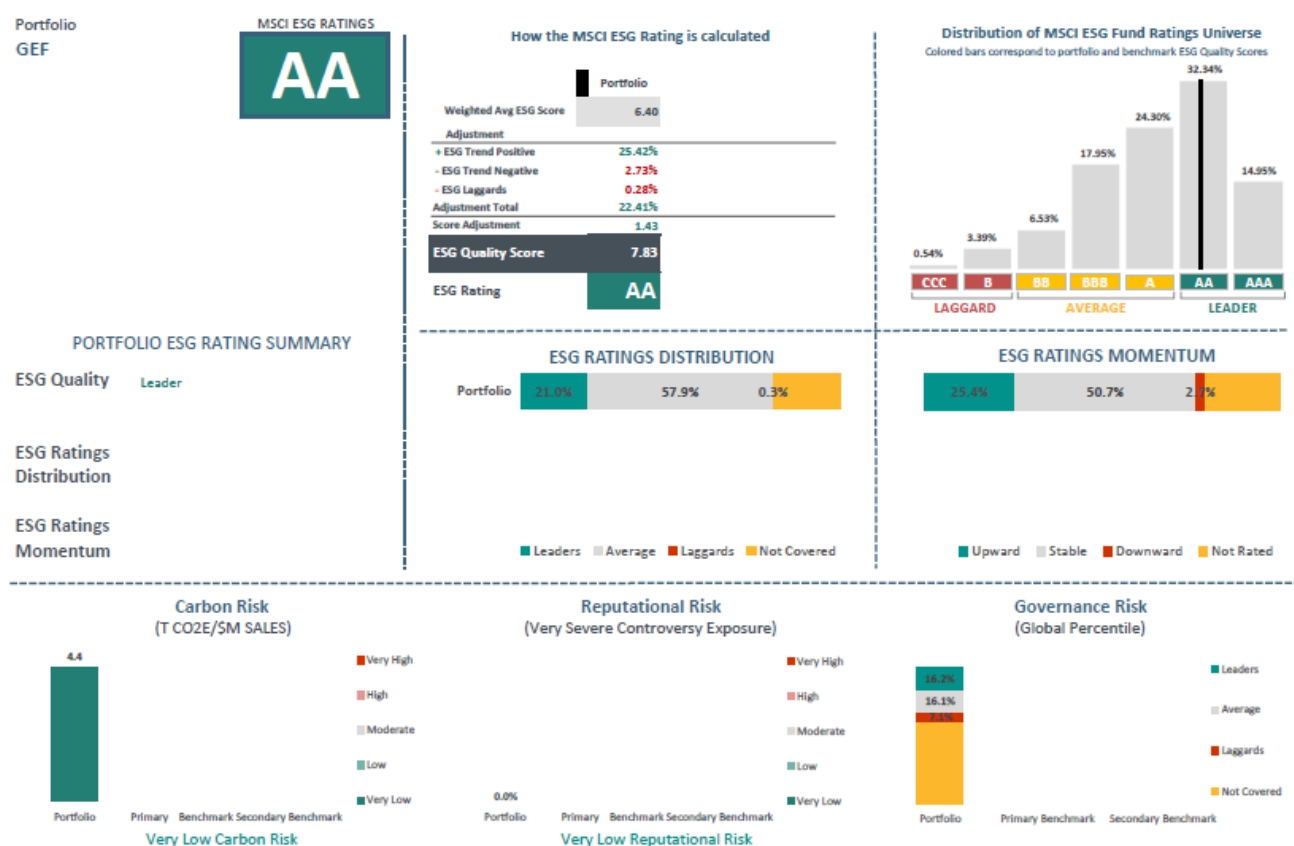 Portfolio
GEF
MSCI ESG RATINGS
AA
How the MSCI ESG Rating is calculated
Portfolio
Weighted Avg ESG Score 6.40
Adjustment
+ ESG Trend Positive 25.42%
- ESG Trend Negative 2.73%
- ESG Laggards 0.28%
Adjustment Total 22.41%
Score Adjustment 1.43
ESG Quality Score 7.83
ESG Rating AA
Distribution of MSCI ESG Fund Ratings Universe
Colored bars correspond to portfolio and benchmark ESG Quality Scores
0.54% 3.39% 6.53% 17.95% 24.30% 32.34% 14.95%
CCC B BB BBB A AA AAA
LAGGARD AVERAGE LEADER
PORTFOLIO ESG RATING SUMMARY
ESG Quality Leader
ESG Ratings
Distribution
ESG Ratings
Momentum
ESG RATINGS DISTRIBUTION
Portfolio 21.0% 57.9% 0.3%
Leaders Average Laggards Not Covered
ESG RATINGS MOMENTUM
25.4% 50.7% 2.7%
Upward Stable Downward Not Rated
Carbon Risk
(T CO2E/$M SALES)
4.4
Very High
High
Moderate
Low
Very Low
Portfolio Primary Benchmark Secondary Benchmark
Very Low Carbon Risk
Reputational Risk
(Very Severe Controversy Exposure)
Very High
High
Moderate
Low
Very Low
0.0%
Portfolio Primary Benchmark Secondary Benchmark
Very Low Reputational Risk
Governance Risk
(Global Percentile)
16.2%
16.1%
7.1%
Leaders
Average
Laggards
Not Covered
Portfolio Primary Benchmark Secondary Benchmark